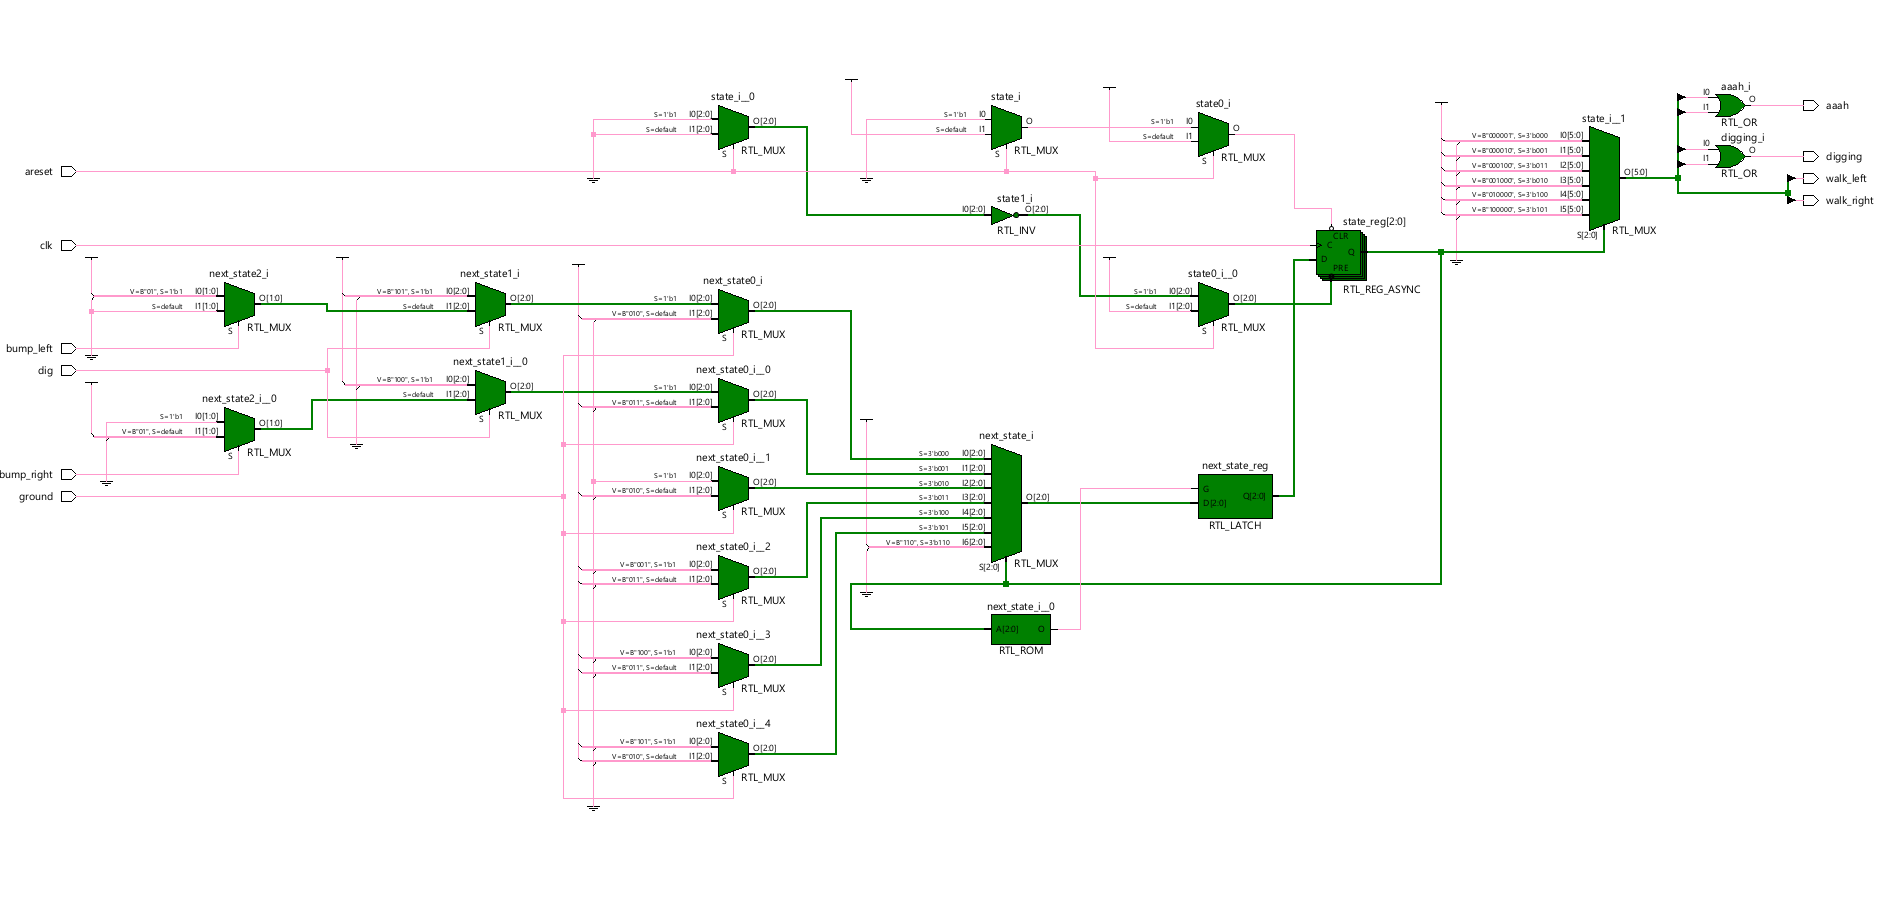 state_i__0
S=1'b1 I0[2:0]
S=default I1[2:0]
O[2:0]
S
RTL_MUX
state_i
S=1'b1 I0
S=default I1
O
S
RTL_MUX
state0_i
S=1'b1 I0
S=default I1
O
S
RTL_MUX
areset
state1_i
I0[2:0] O[2:0]
RTL_INV
clk
state_reg[2:0]
CLR
C
D
Q
PRE
RTL_REG_ASYNC
state0_i__0
S=1'b1 I0[2:0]
S=default I1[2:0]
O[2:0]
S
RTL_MUX
state_i__1
V=B"000001", S=3'b000 I0[5:0]
V=B"000010", S=3'b001 I1[5:0]
V=B"000100", S=3'b011 I2[5:0]
V=B"001000", S=3'b010 I3[5:0]
V=B"010000", S=3'b100 I4[5:0]
V=B"100000", S=3'b101 I5[5:0]
O[5:0]
S[2:0]
RTL_MUX
aaah_i
I0
I1
O
RTL_OR
aaah
digging_i
I0
I1
O
RTL_OR
digging
walk_left
walk_right
next_state2_i
V=B"01", S=1'b1 I0[1:0]
S=default I1[1:0]
O[1:0]
S
RTL_MUX
bump_left
dig
next_state2_i__0
S=1'b1 I0[1:0]
V=B"01", S=default I1[1:0]
O[1:0]
S
RTL_MUX
bump_right
ground
next_state1_i
V=B"101", S=1'b1 I0[2:0]
S=default I1[2:0]
O[2:0]
S
RTL_MUX
next_state1_i__0
V=B"100", S=1'b1 I0[2:0]
S=default I1[2:0]
O[2:0]
S
RTL_MUX
next_state0_i
S=1'b1 I0[2:0]
V=B"010", S=default I1[2:0]
O[2:0]
S
RTL_MUX
next_state0_i__0
S=1'b1 I0[2:0]
V=B"011", S=default I1[2:0]
O[2:0]
S
RTL_MUX
next_state0_i__1
S=1'b1 I0[2:0]
V=B"010", S=default I1[2:0]
O[2:0]
S
RTL_MUX
next_state0_i__2
V=B"001", S=1'b1 I0[2:0]
V=B"011", S=default I1[2:0]
O[2:0]
S
RTL_MUX
next_state0_i__3
V=B"100", S=1'b1 I0[2:0]
V=B"011", S=default I1[2:0]
O[2:0]
S
RTL_MUX
next_state0_i__4
V=B"101", S=1'b1 I0[2:0]
V=B"010", S=default I1[2:0]
O[2:0]
S
RTL_MUX
next_state_i
S=3'b000 I0[2:0]
S=3'b001 I1[2:0]
S=3'b010 I2[2:0]
S=3'b011 I3[2:0]
S=3'b100 I4[2:0]
S=3'b101 I5[2:0]
V=B"110", S=3'b110 I6[2:0]
O[2:0]
S[2:0]
RTL_MUX
next_state_i__0
A[2:0] O
RTL_ROM
next_state_reg
G
D[2:0]
Q[2:0]
RTL_LATCH